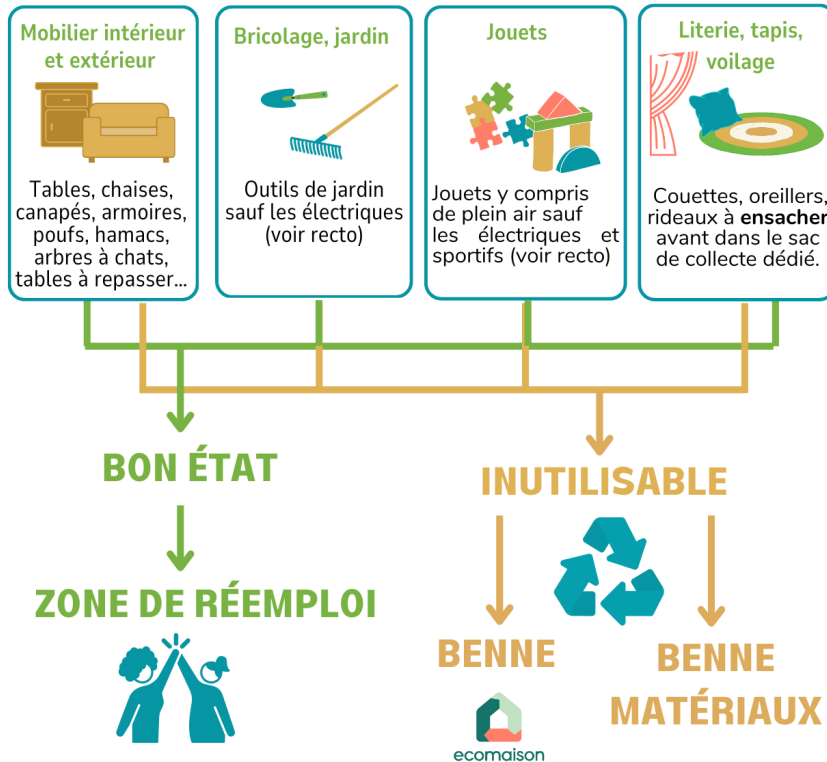 Mobilier intérieur
et extérieur
Tables, chaises,
canapés, armoires,
poufs, hamacs,
arbres à chats,
tables à repasser...
Bricolage, jardin
Outils de jardin
sauf les électriques
(voir recto)
Jouets
Jouets y compris
de plein air sauf
les électriques et
sportifs (voir recto)
Literie, tapis,
voilage
Couettes, oreillers,
rideaux à ensacher
avant dans le sac
de collecte dédié.
BON ÉTAT
ZONE DE RÉEMPLOI
INUTILISABLE
BENNE
ecomaison
BENNE
MATÉRIAUX